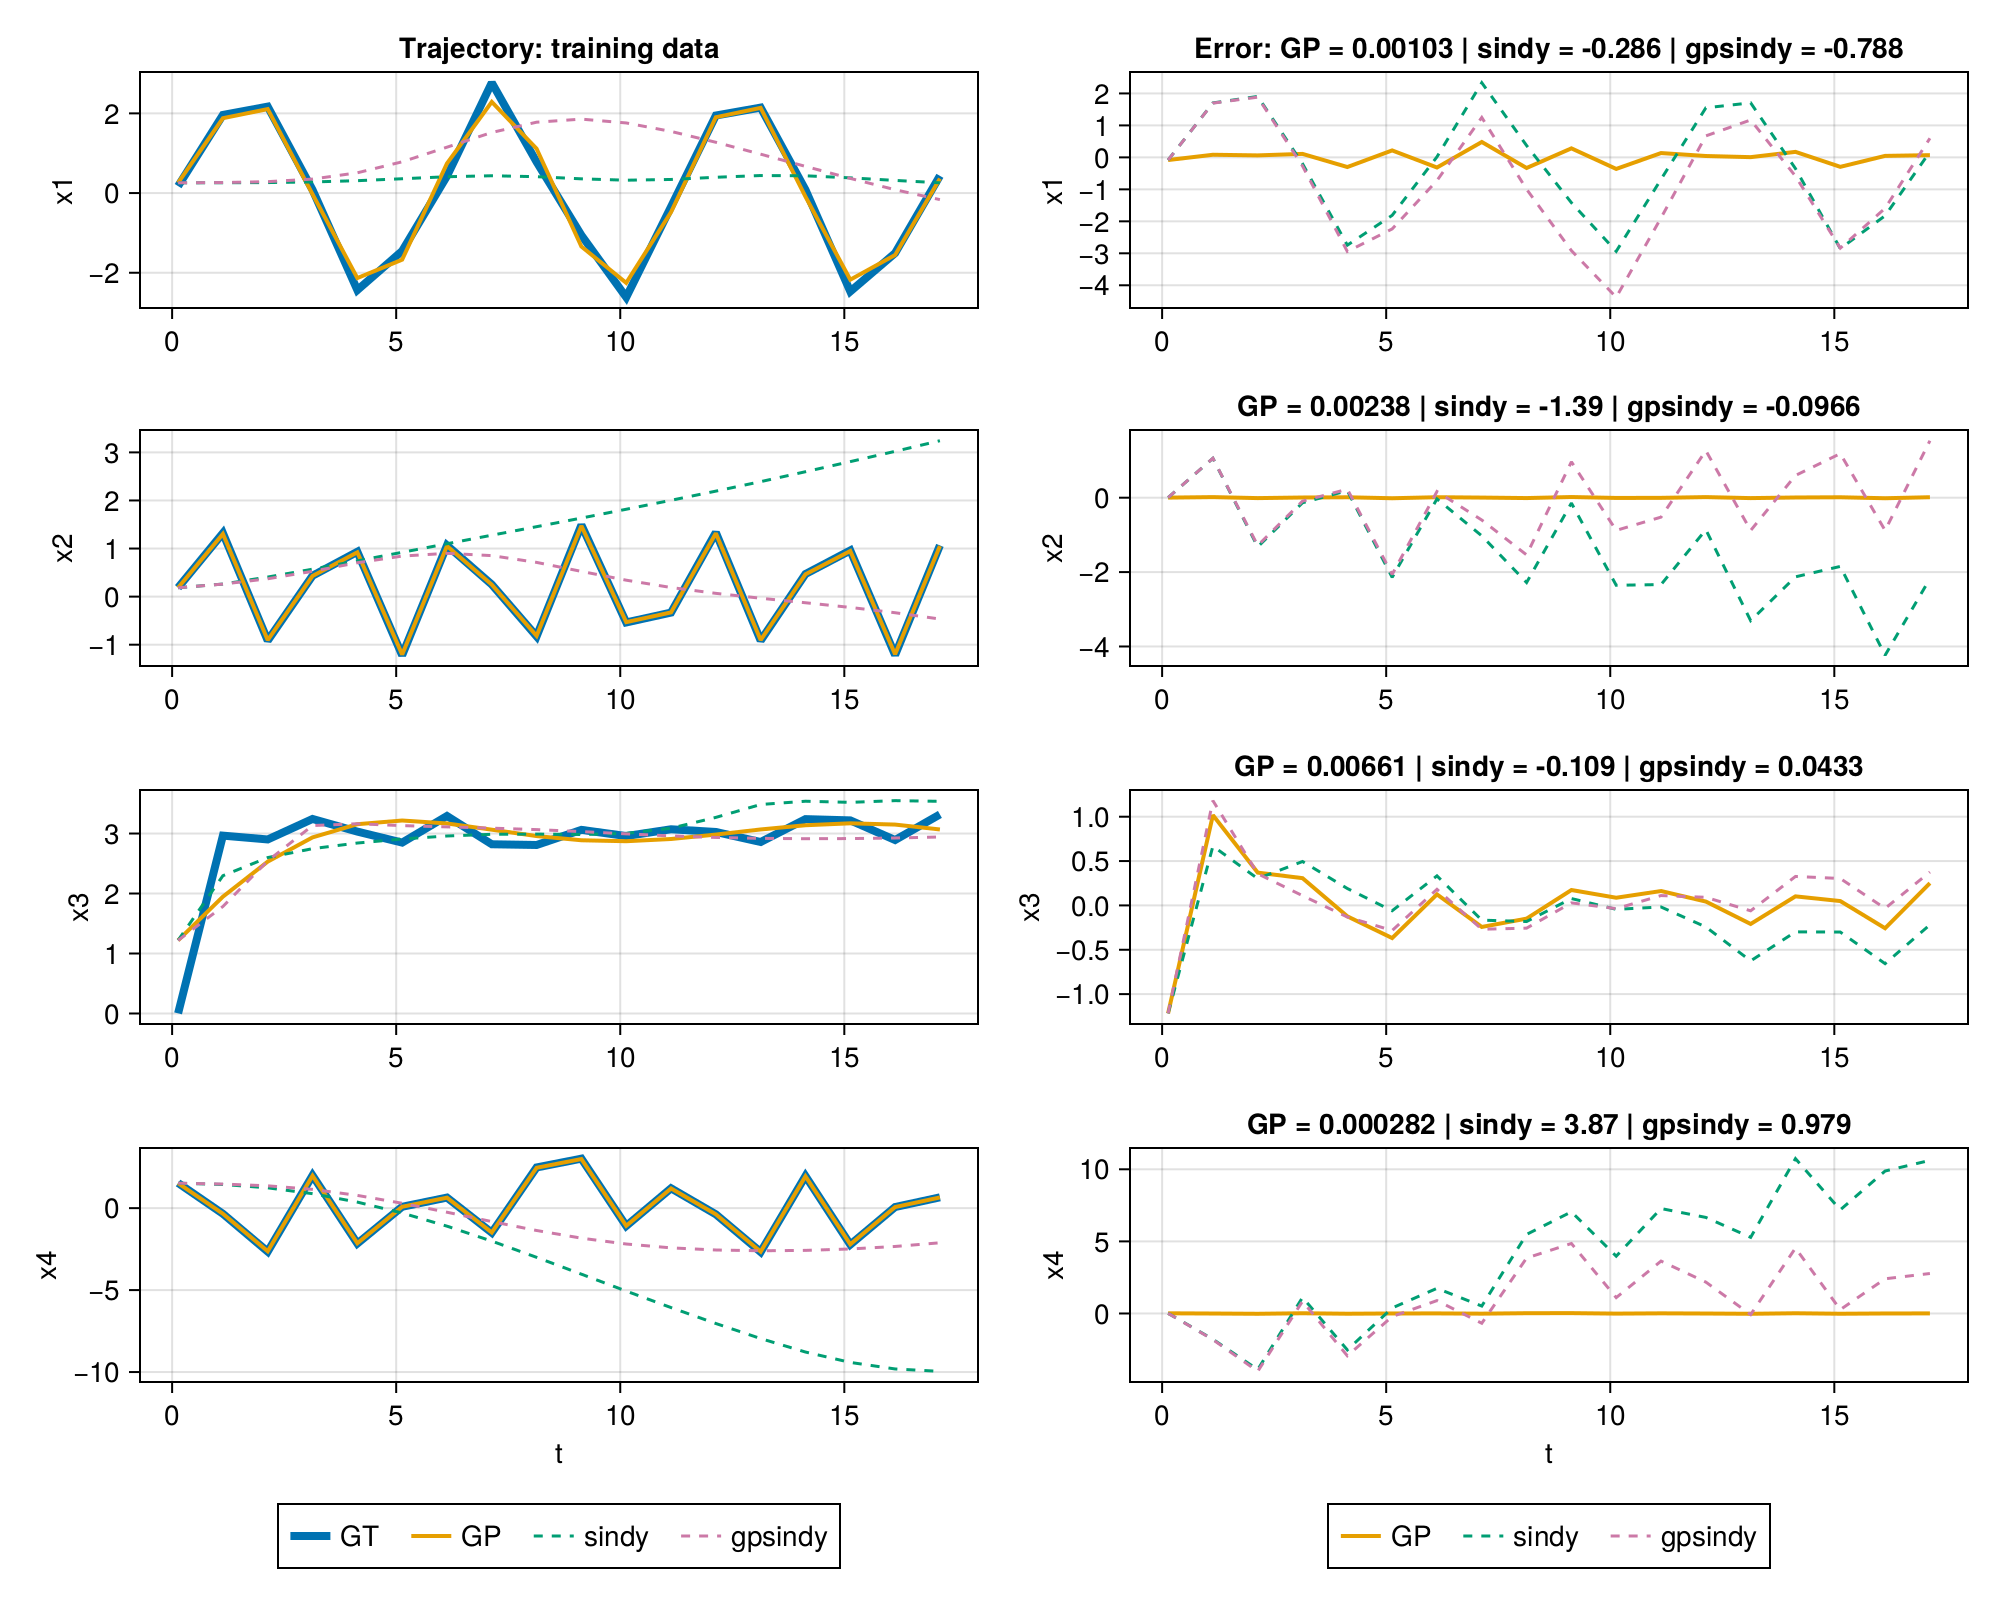 Trajectory: training data
Error: GP = 0.00103 | sindy = -0.286 | gpsindy = -0.788
x1
2
0
−2
0 5 10 15
x1
2
1
0
−1
−2
−3
−4
0 5 10 15
GP = 0.00238 | sindy = -1.39 | gpsindy = -0.0966
x2
3
2
1
0
−1
0 5 10 15
x2
0
−2
−4
0 5 10 15
GP = 0.00661 | sindy = -0.109 | gpsindy = 0.0433
x3
3
2
1
0
0 5 10 15
x3
1.0
0.5
0.0
−0.5
−1.0
0 5 10 15
GP = 0.000282 | sindy = 3.87 | gpsindy = 0.979
x4
0
−5
−10
0 5 10 15
t
x4
10
5
0
0 5 10 15
t
GT GP sindy gpsindy
GP sindy gpsindy